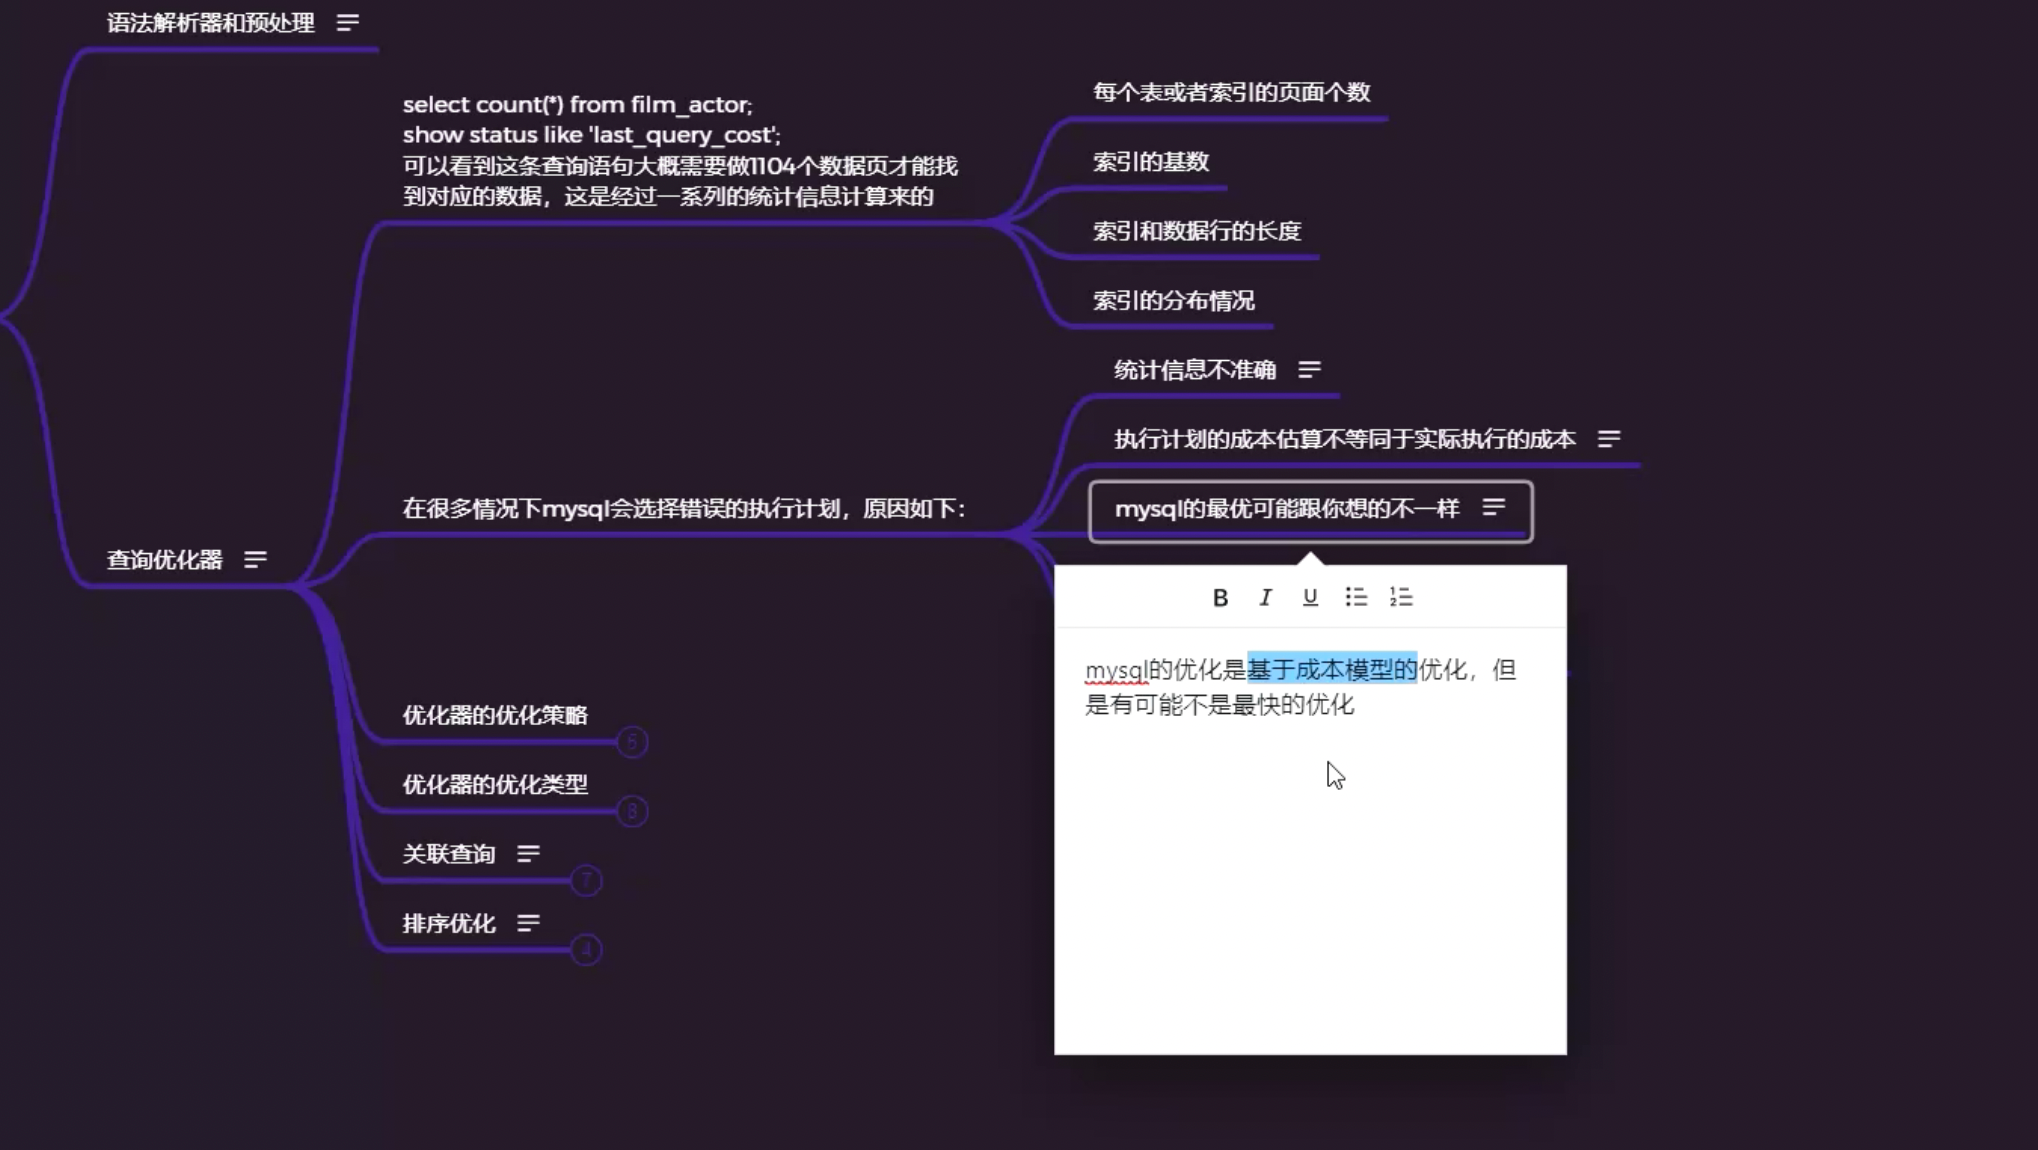 语法解析器和预处理
select count(*) from film_actor;
show status like 'last_query_cost';
可以看到这条查询语句大概需要做1104个数据页才能找
到对应的数据，这是经过一系列的统计信息计算来的
每个表或者索引的页面个数
索引的基数
索引和数据行的长度
索引的分布情况
查询优化器
在很多情况下mysql会选择错误的执行计划，原因如下：
统计信息不准确
执行计划的成本估算不等同于实际执行的成本
mysql的最优可能跟你想的不一样
B I U
mysql的优化是基于成本模型的优化，但
是有可能不是最快的优化
优化器的优化策略
优化器的优化类型
8
关联查询
7
排序优化
4